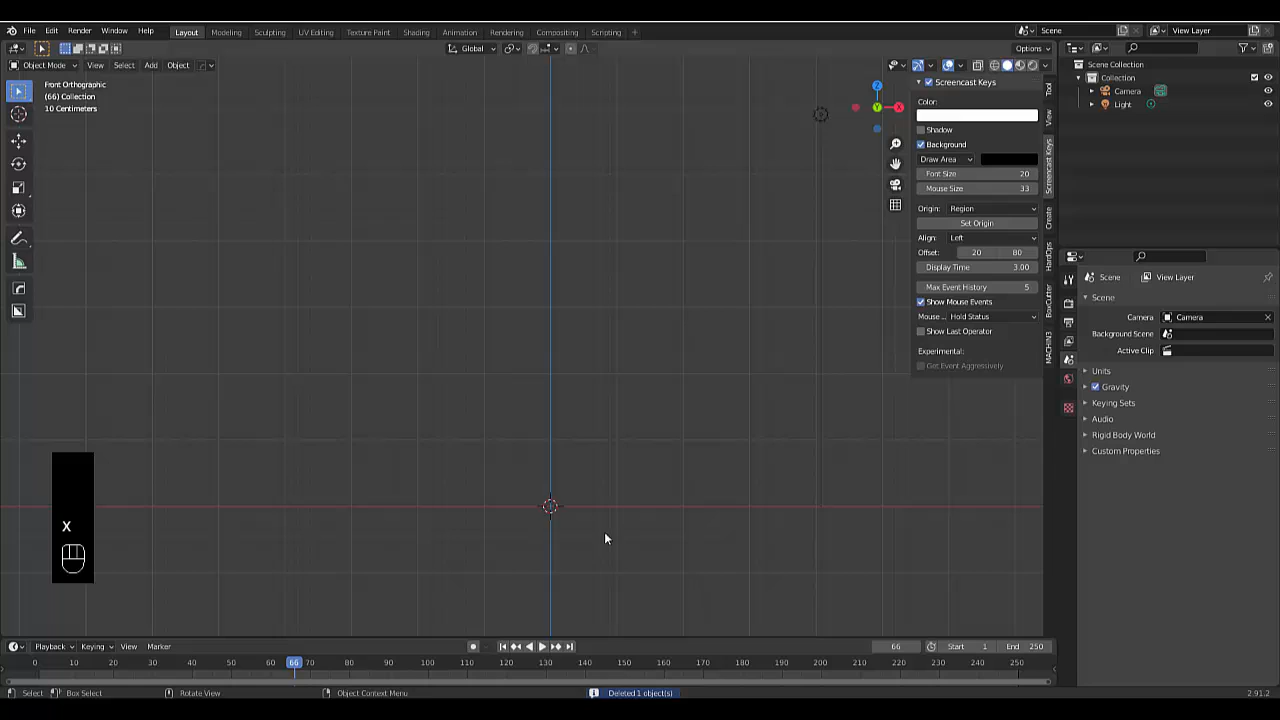 File Edit Render Window Help Layout Modeling Sculpting UV Editing Texture Paint Shading Animation Rendering Compositing Scripting + Scene View Layer
Global Options
Object Mode View Select Add Object
Front Orthographic
(66) Collection
10 Centimeters
Z
Y
X
Screencast Keys
Color:
Shadow
Background
Draw Area
Font Size 20
Mouse Size 33
Origin: Region
Set Origin
Align: Left
Offset: 20 80
Display Time 3.00
Max Event History 5
Show Mouse Events
Mouse ... Hold Status
Show Last Operator
Experimental:
Get Event Aggressively
Tool
View
Screencast Keys
Create
HardOps
BoxCutter
MACHIN3
Scene Collection
Collection
Camera
Light
Scene View Layer
Scene
Camera Camera
Background Scene
Active Clip
Units
Gravity
Keying Sets
Audio
Rigid Body World
Custom Properties
X
Playback Keying View Marker 66 Start 1 End 250
0 10 20 30 40 50 60 66 70 80 90 100 110 120 130 140 150 160 170 180 190 200 210 220 230 240 250
Select Box Select Rotate View Object Context Menu Deleted 1 object(s) 2.91.2